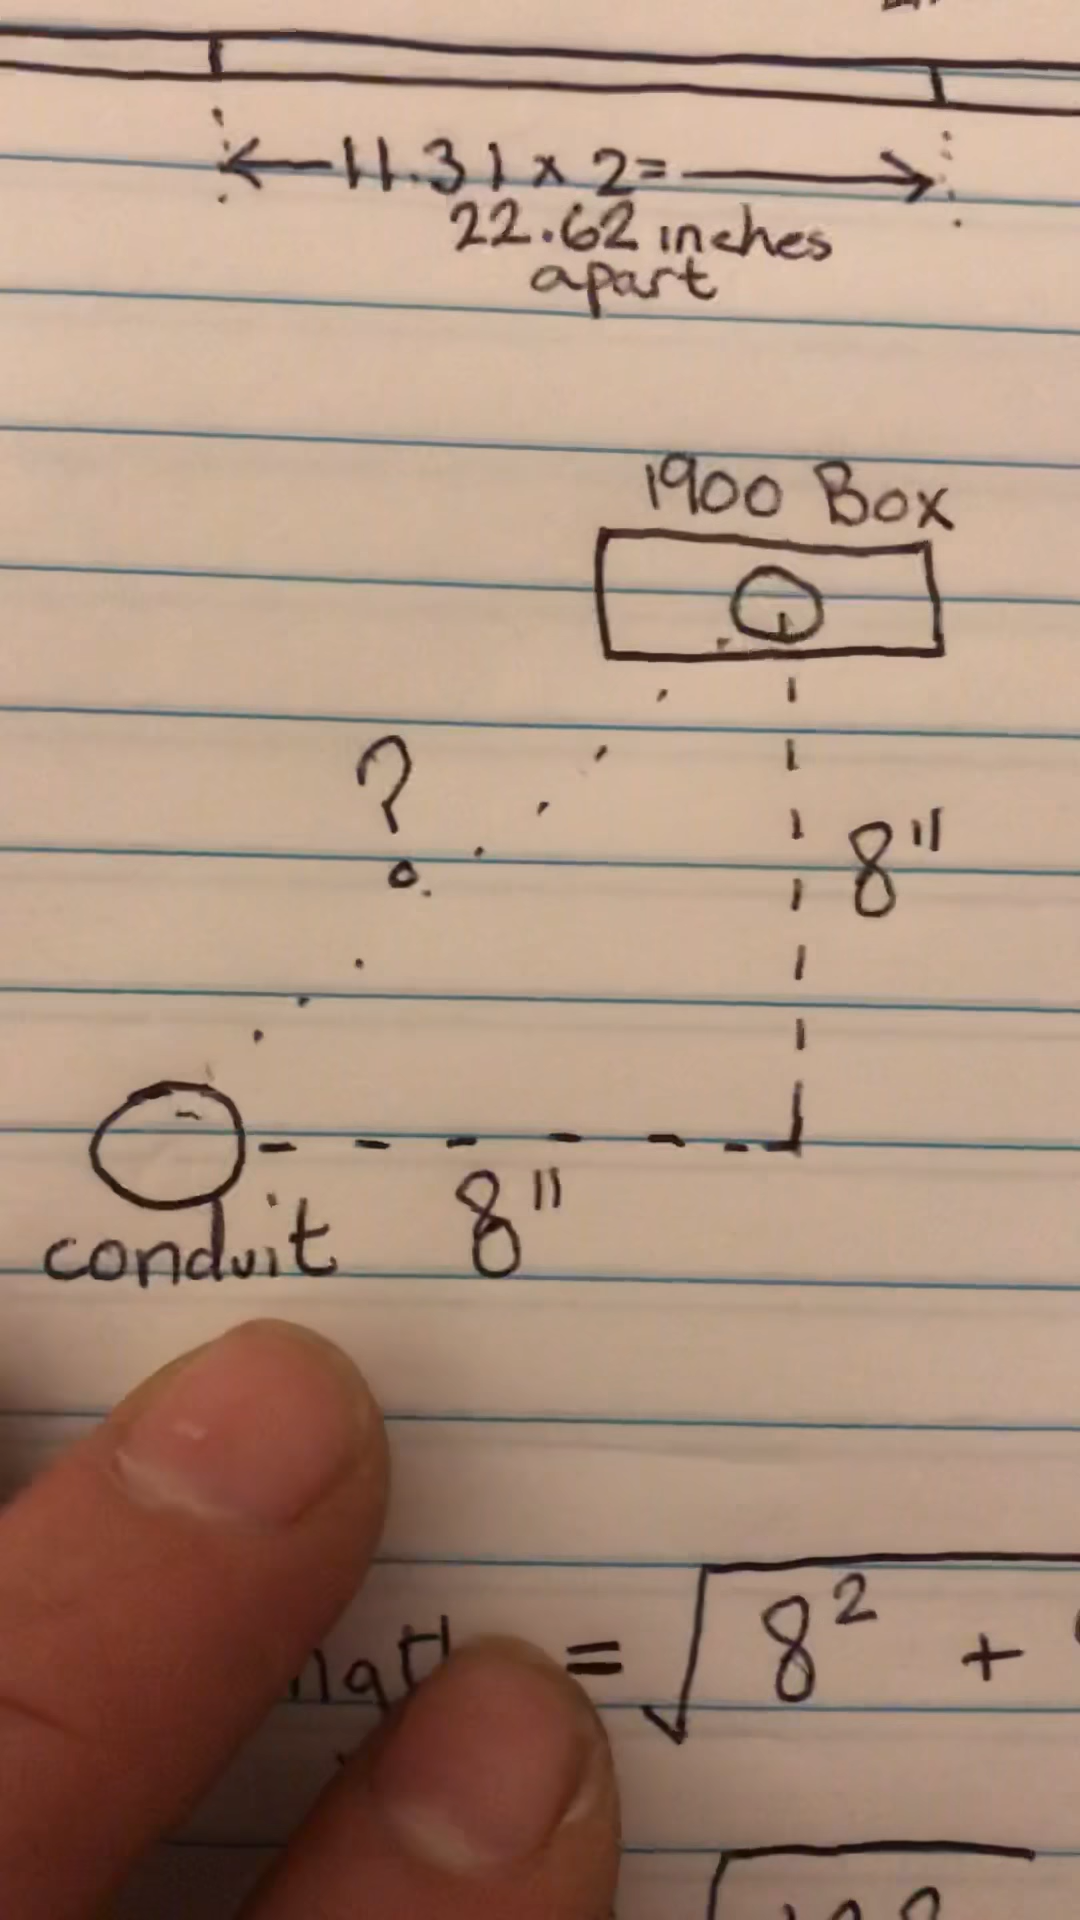 11.31 x 2=
22.62 inches
apart
1900 Box
?
8"
8"
conduit
= √8² +